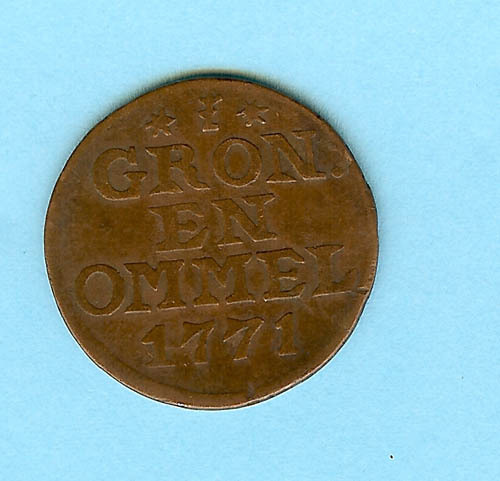 * I *
GRON.
EN
OMMEL
1771